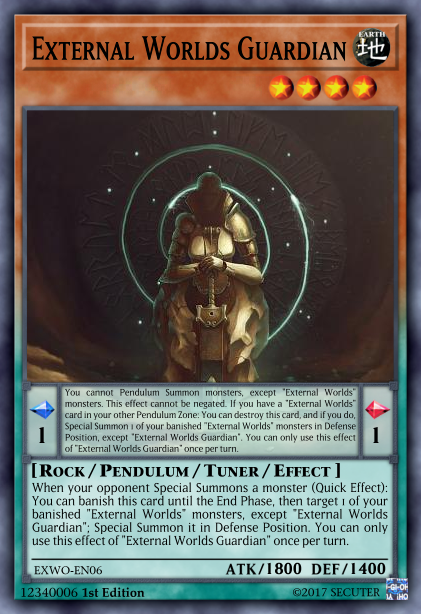 External Worlds Guardian
EARTH
地
1
You cannot Pendulum Summon monsters, except "External Worlds"
monsters. This effect cannot be negated. If you have a "External Worlds"
card in your other Pendulum Zone: You can destroy this card, and if you do,
Special Summon 1 of your banished "External Worlds" monsters in Defense
Position, except "External Worlds Guardian". You can only use this effect
of "External Worlds Guardian" once per turn.
1
[ Rock / Pendulum / Tuner / Effect ]
When your opponent Special Summons a monster (Quick Effect):
You can banish this card until the End Phase, then target 1 of your
banished "External Worlds" monsters, except "External Worlds
Guardian"; Special Summon it in Defense Position. You can only
use this effect of "External Worlds Guardian" once per turn.
EXWO-EN06
ATK/1800 DEF/1400
12340006 1st Edition
©2017 SECUTER